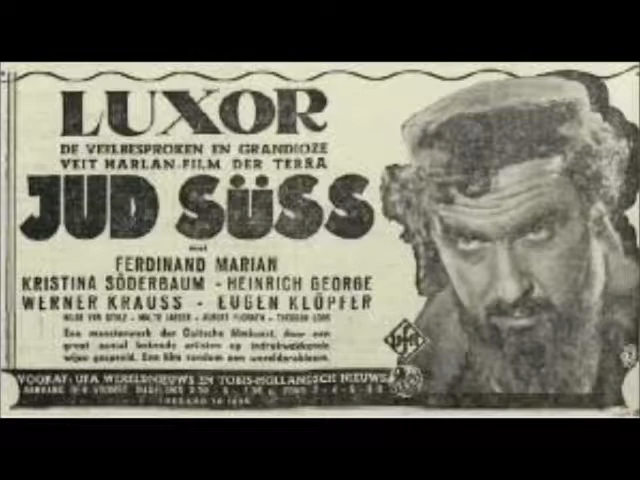 LUXOR
DE VEELBESPROKEN EN GRANDIOZE
VEIT HARLAN-FILM DER TERRA
JUD SÜSS
met
FERDINAND MARIAN
KRISTINA SÖDERBAUM - HEINRICH GEORGE
WERNER KRAUSS - EUGEN KLÖPFER
Een meesterwerk der Duitsche filmkunst, door een
groot aantal bekende artisten op indrukwekkende
wijze gespeeld. Een film rondom een wereldprobleem.
Ufa
VOORAF: UFA WERELDNIEUWS EN TOBIS-HOLLANDSCH NIEUWS